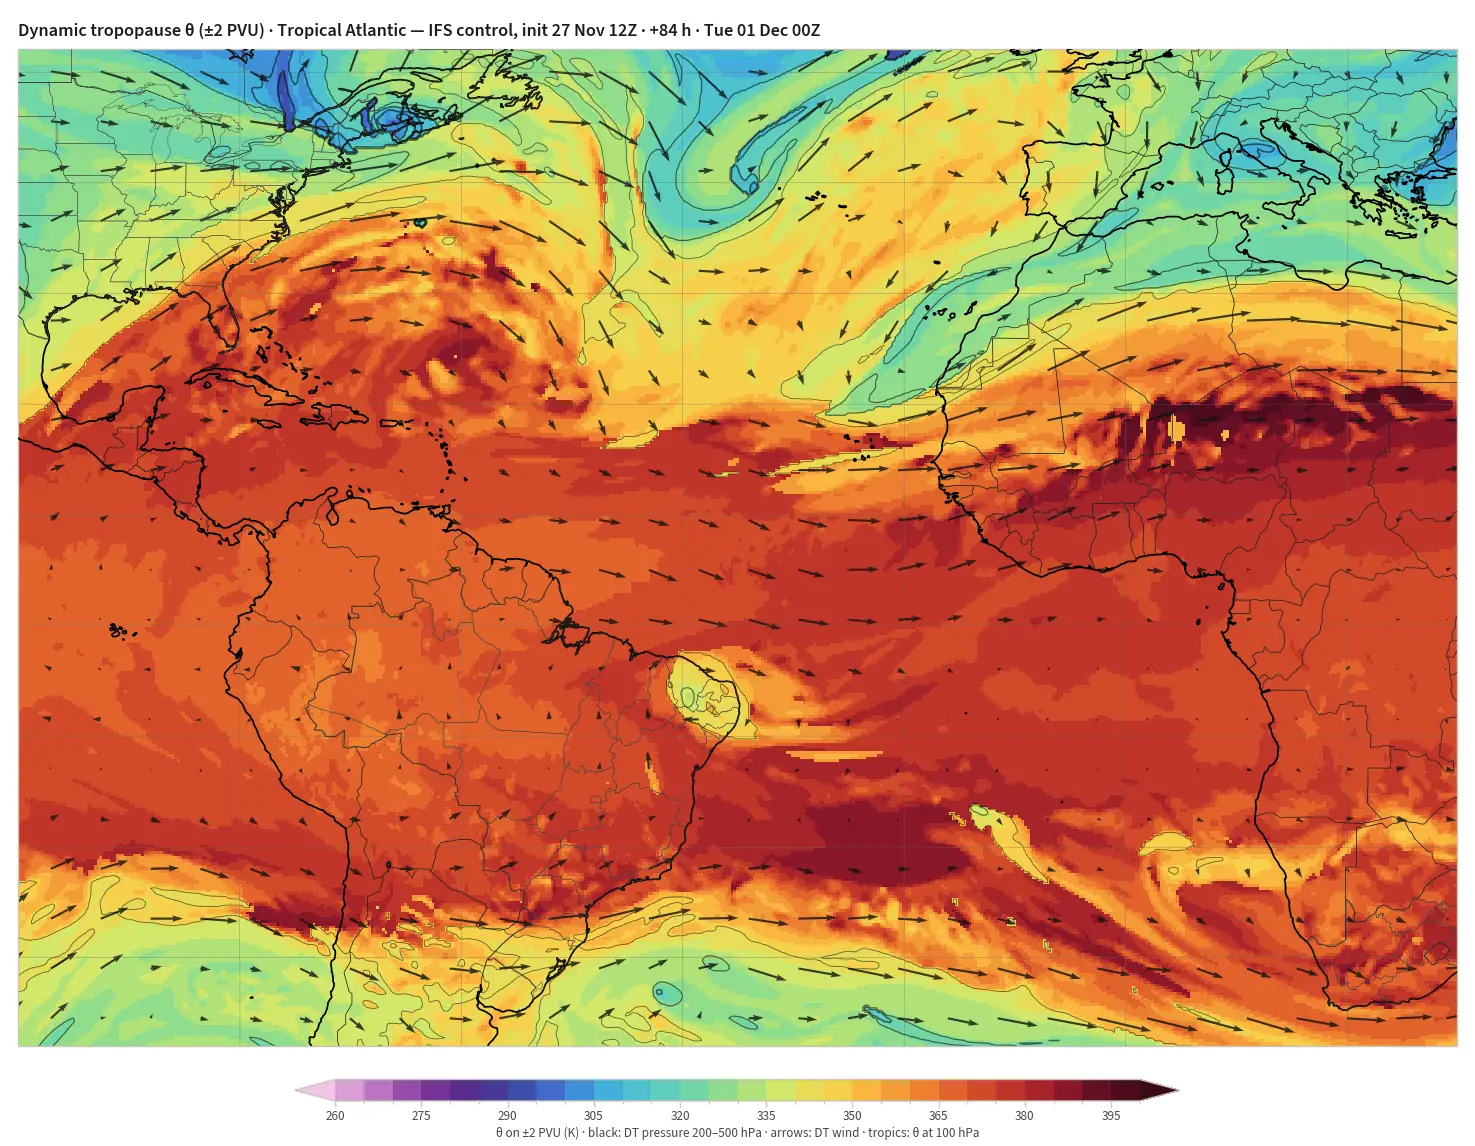 Dynamic tropopause θ (±2 PVU) · Tropical Atlantic — IFS control, init 27 Nov 12Z · +84 h · Tue 01 Dec 00Z
260 275 290 305 320 335 350 365 380 395
θ on ±2 PVU (K) · black: DT pressure 200–500 hPa · arrows: DT wind · tropics: θ at 100 hPa